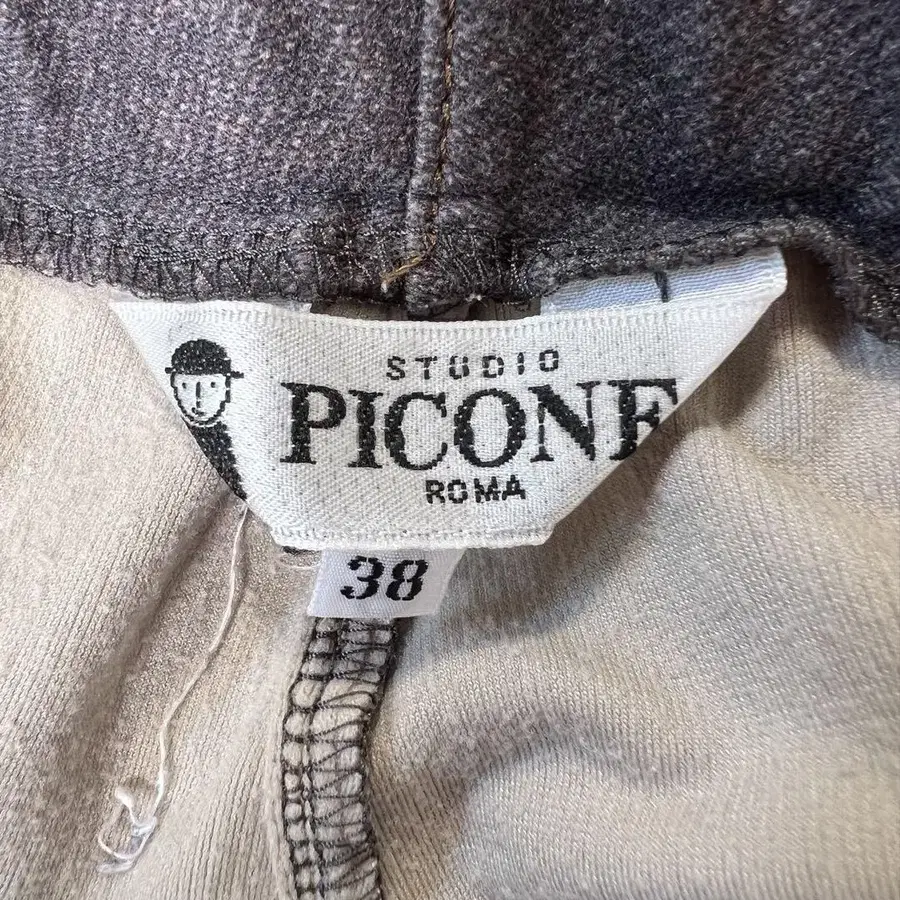 STUDIO
PICONE
ROMA
38